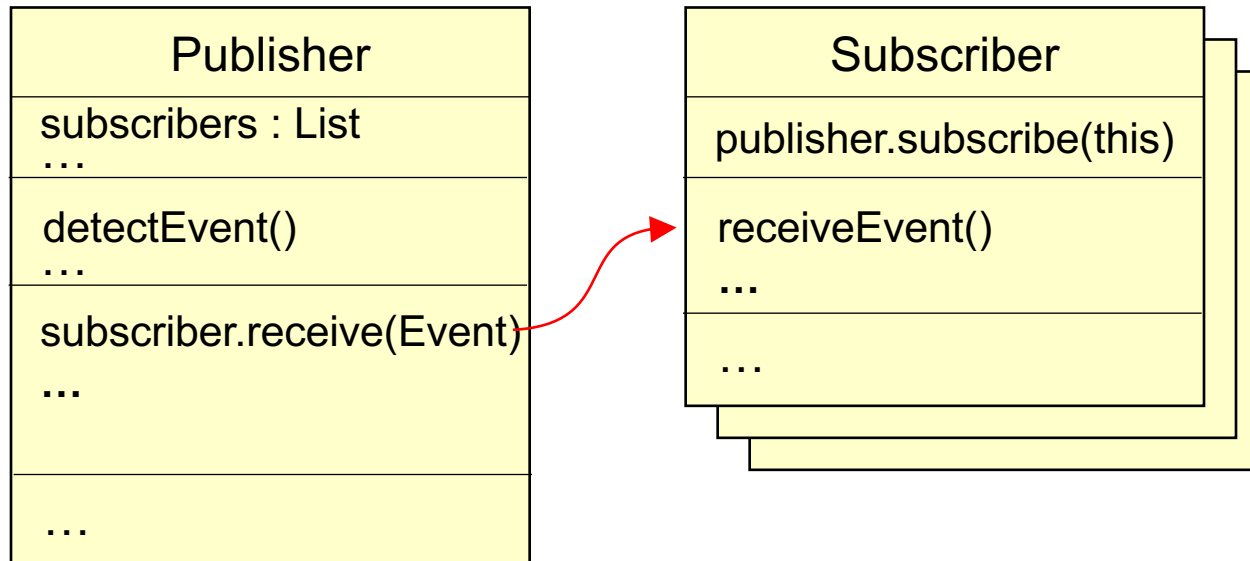 Publisher
subscribers : List
…
detectEvent()
…
subscriber.receive(Event)
…
…
Subscriber
publisher.subscribe(this)
receiveEvent()
…
…